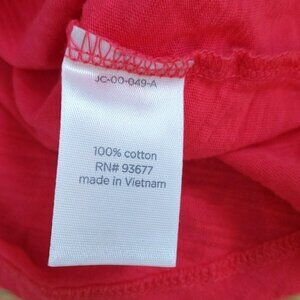 JC-00-049-A
100% cotton
RN# 93677
made in Vietnam